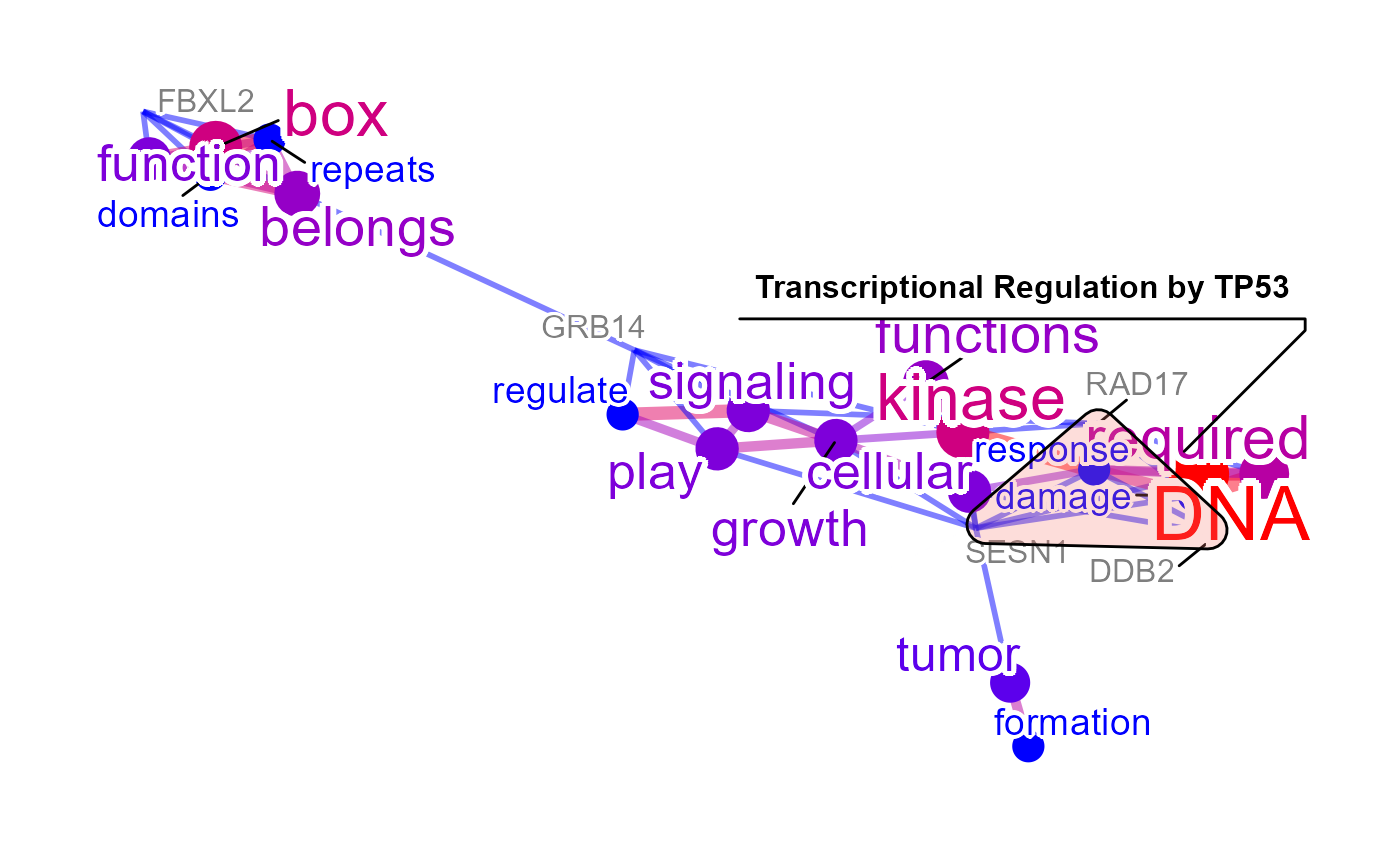 FBXL2
box
function
repeats
domains
belongs
Transcriptional Regulation by TP53
GRB14
functions
regulate
signaling
kinase
RAD17
required
response
play
cellular
damage
DNA
growth
SESN1
DDB2
tumor
formation